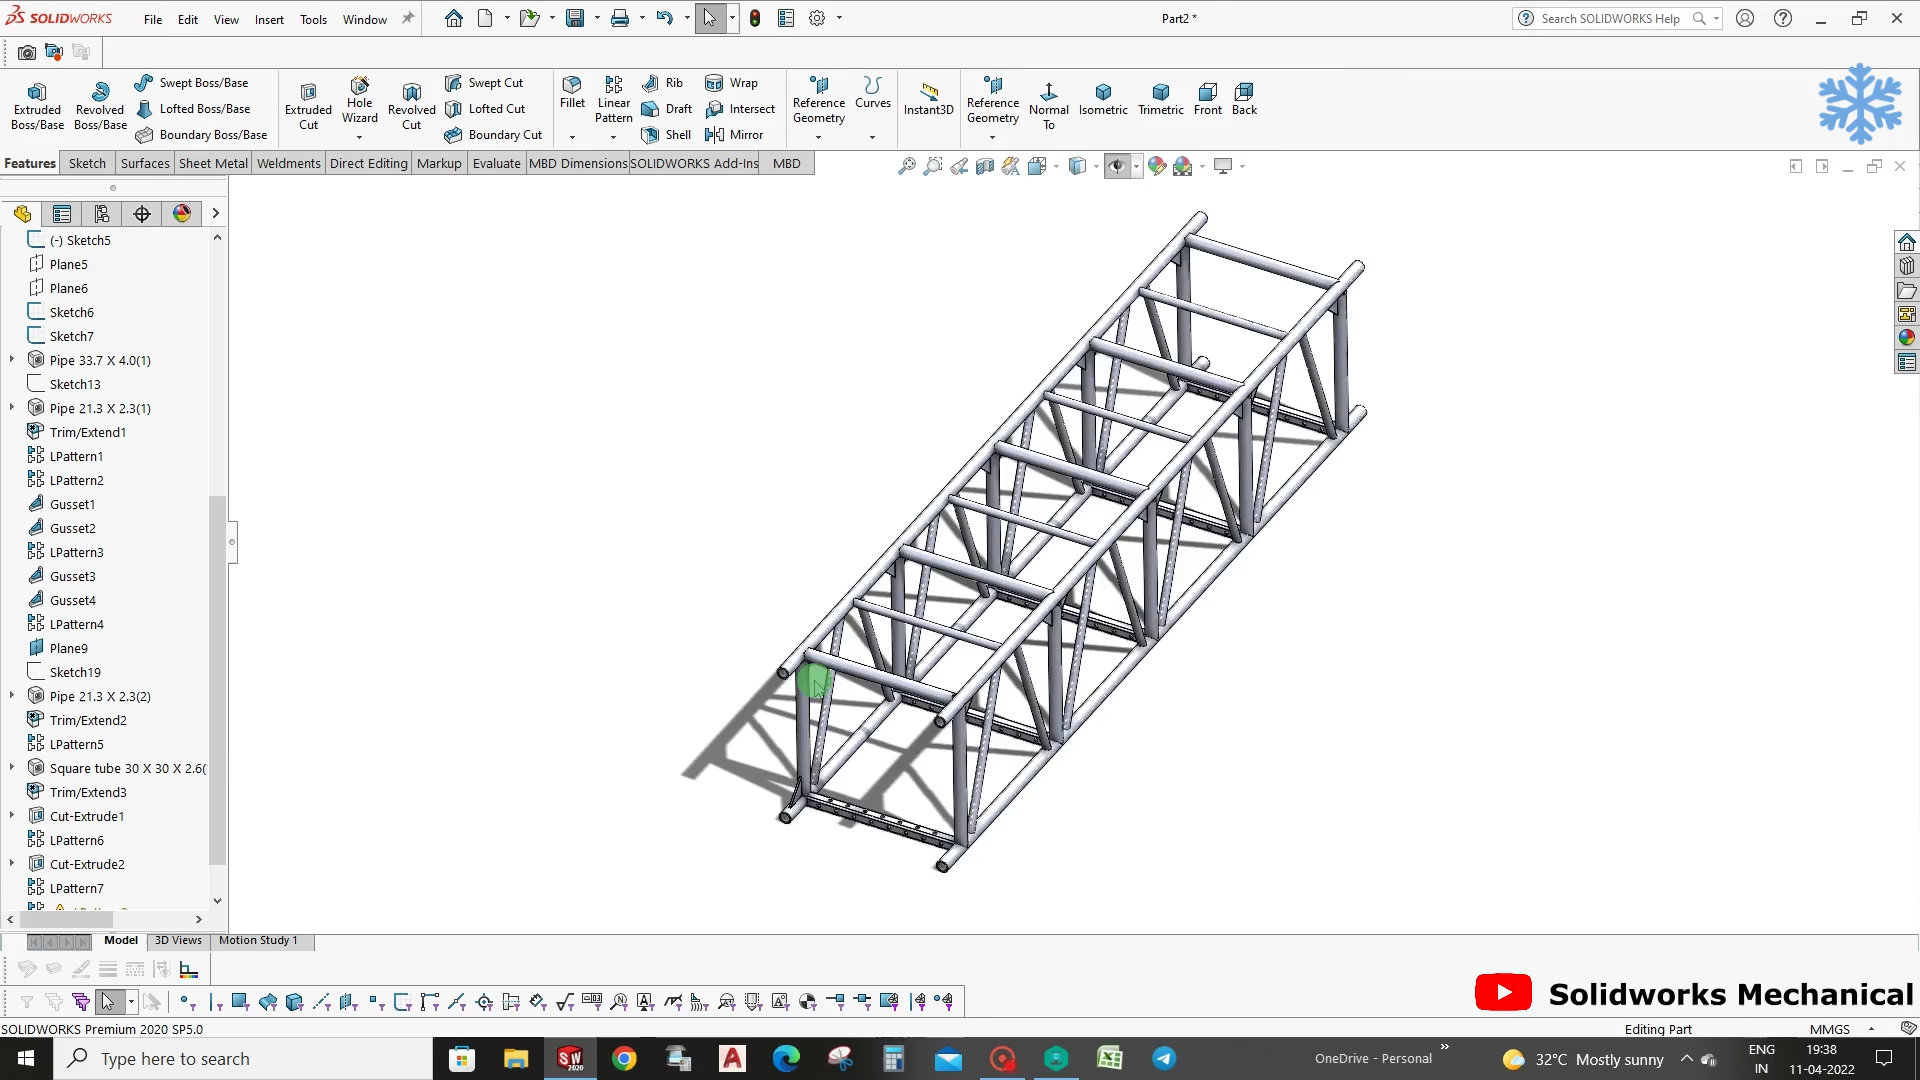 SOLIDWORKS
File
Edit
View
Insert
Tools
Window
Part2 *
Search SOLIDWORKS Help
Extruded Boss/Base
Revolved Boss/Base
Swept Boss/Base
Lofted Boss/Base
Boundary Boss/Base
Extruded Cut
Hole Wizard
Revolved Cut
Swept Cut
Lofted Cut
Boundary Cut
Fillet
Linear Pattern
Rib
Draft
Shell
Wrap
Intersect
Mirror
Reference Geometry
Curves
Instant3D
Reference Geometry
Normal To
Isometric
Trimetric
Front
Back
Features
Sketch
Surfaces
Sheet Metal
Weldments
Direct Editing
Markup
Evaluate
MBD Dimensions
SOLIDWORKS Add-Ins
MBD
(-) Sketch5
Plane5
Plane6
Sketch6
Sketch7
Pipe 33.7 X 4.0(1)
Sketch13
Pipe 21.3 X 2.3(1)
Trim/Extend1
LPattern1
LPattern2
Gusset1
Gusset2
LPattern3
Gusset3
Gusset4
LPattern4
Plane9
Sketch19
Pipe 21.3 X 2.3(2)
Trim/Extend2
LPattern5
Square tube 30 X 30 X 2.6(
Trim/Extend3
Cut-Extrude1
LPattern6
Cut-Extrude2
LPattern7
Model
3D Views
Motion Study 1
Solidworks Mechanical
SOLIDWORKS Premium 2020 SP5.0
Editing Part
MMGS
Type here to search
SW
2020
OneDrive - Personal
32°C Mostly sunny
ENG
IN
19:38
11-04-2022